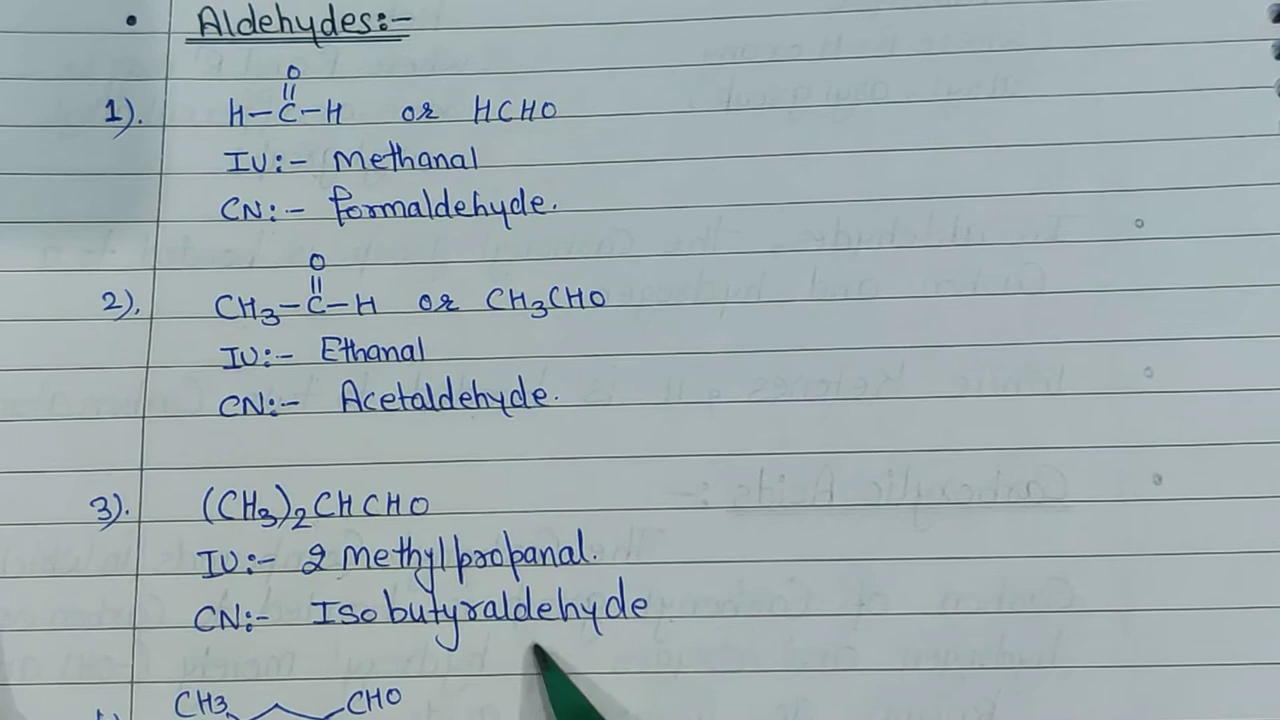 • Aldehydes:-
O
||
1). H-C-H or HCHO
IU:- Methanal
CN:- formaldehyde.
O
||
2). CH3-C-H or CH3CHO
IU:- Ethanal
CN:- Acetaldehyde.
3). (CH3)2CHCHO
IU:- 2 Methylpropanal.
CN:- Isobutyraldehyde
CH3 CHO